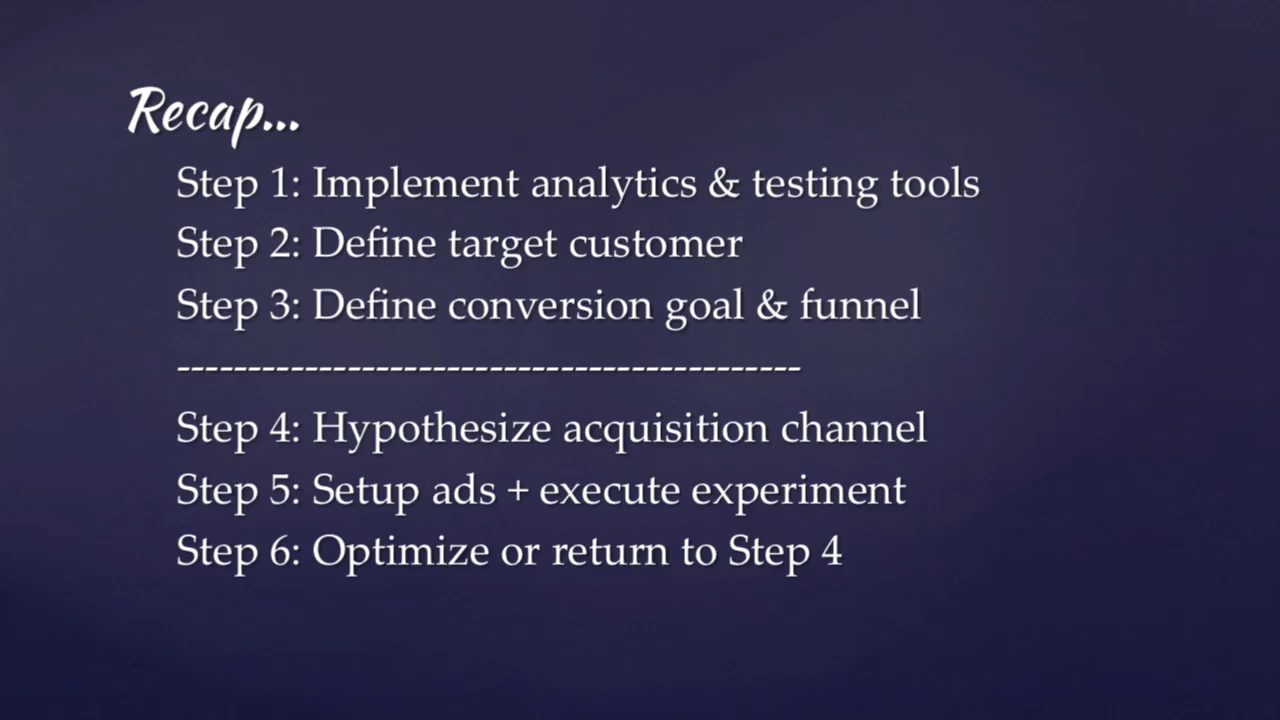 Recap...
Step 1: Implement analytics & testing tools
Step 2: Define target customer
Step 3: Define conversion goal & funnel
--------------------------------------------
Step 4: Hypothesize acquisition channel
Step 5: Setup ads + execute experiment
Step 6: Optimize or return to Step 4